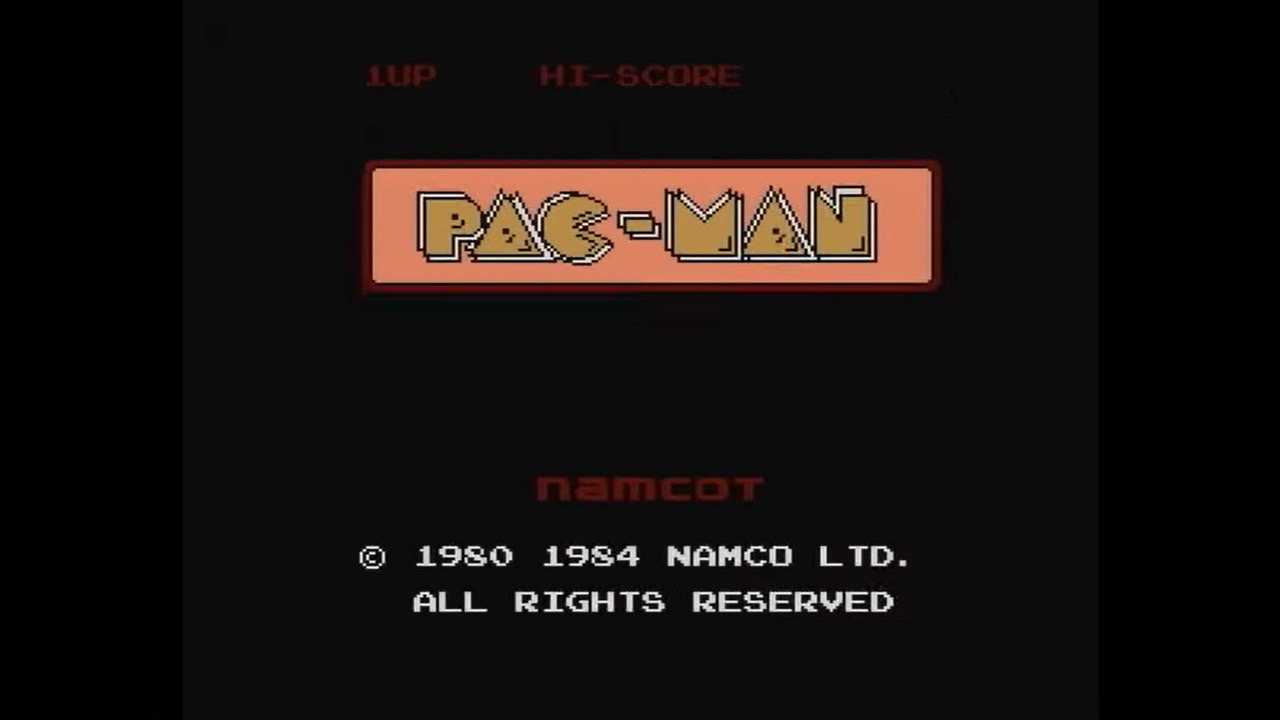 1UP HI-SCORE
PAC-MAN
namcot
© 1980 1984 NAMCO LTD.
ALL RIGHTS RESERVED